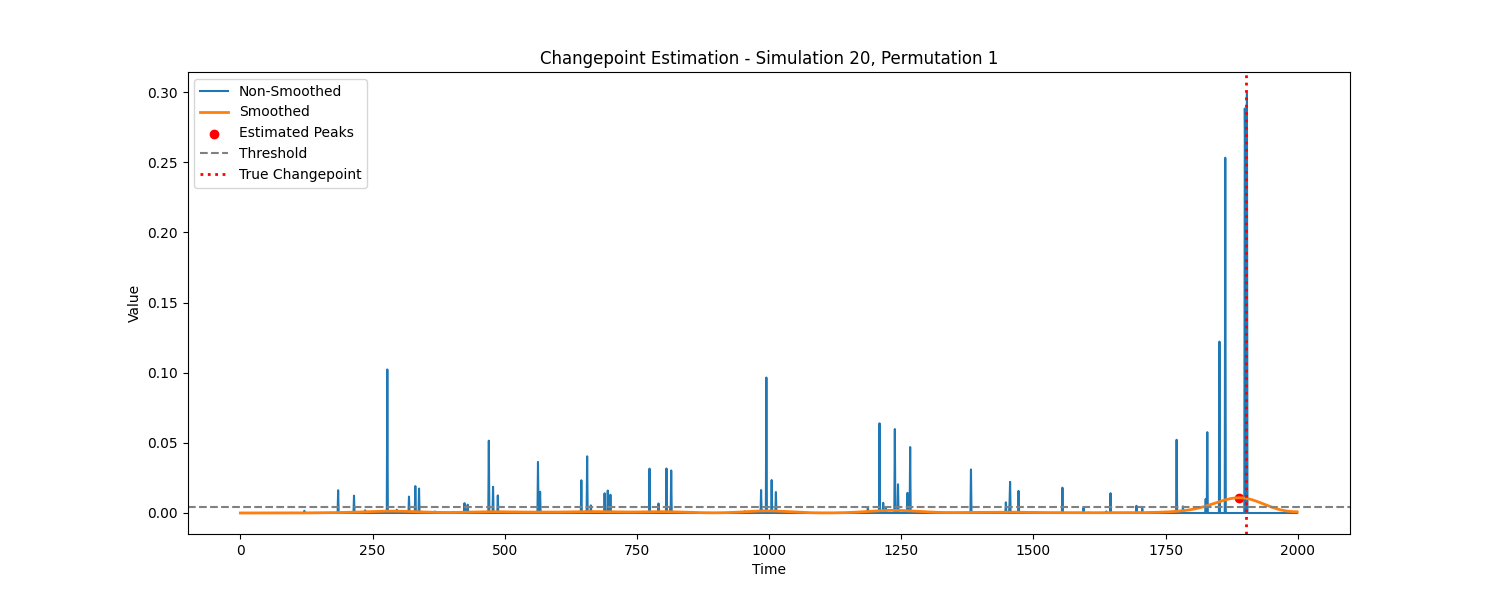 Changepoint Estimation - Simulation 20, Permutation 1
Non-Smoothed
Smoothed
Estimated Peaks
Threshold
True Changepoint
Value
0.30
0.25
0.20
0.15
0.10
0.05
0.00
0
250
500
750
1000
1250
1500
1750
2000
Time